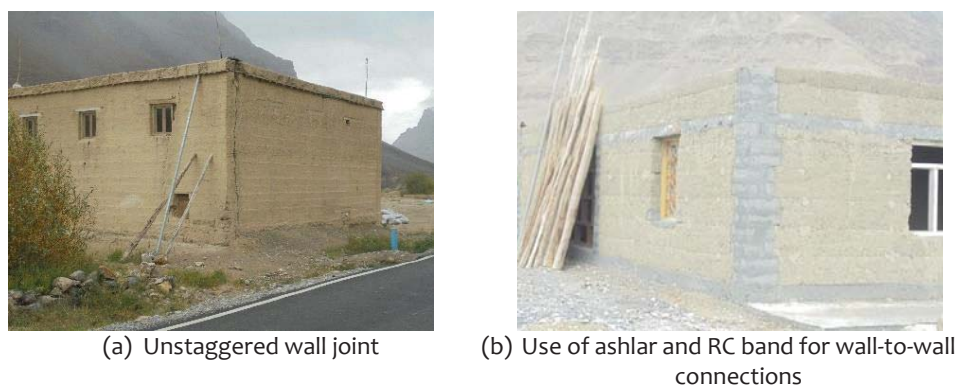 (a) Unstaggered wall joint
(b) Use of ashlar and RC band for wall-to-wall
connections